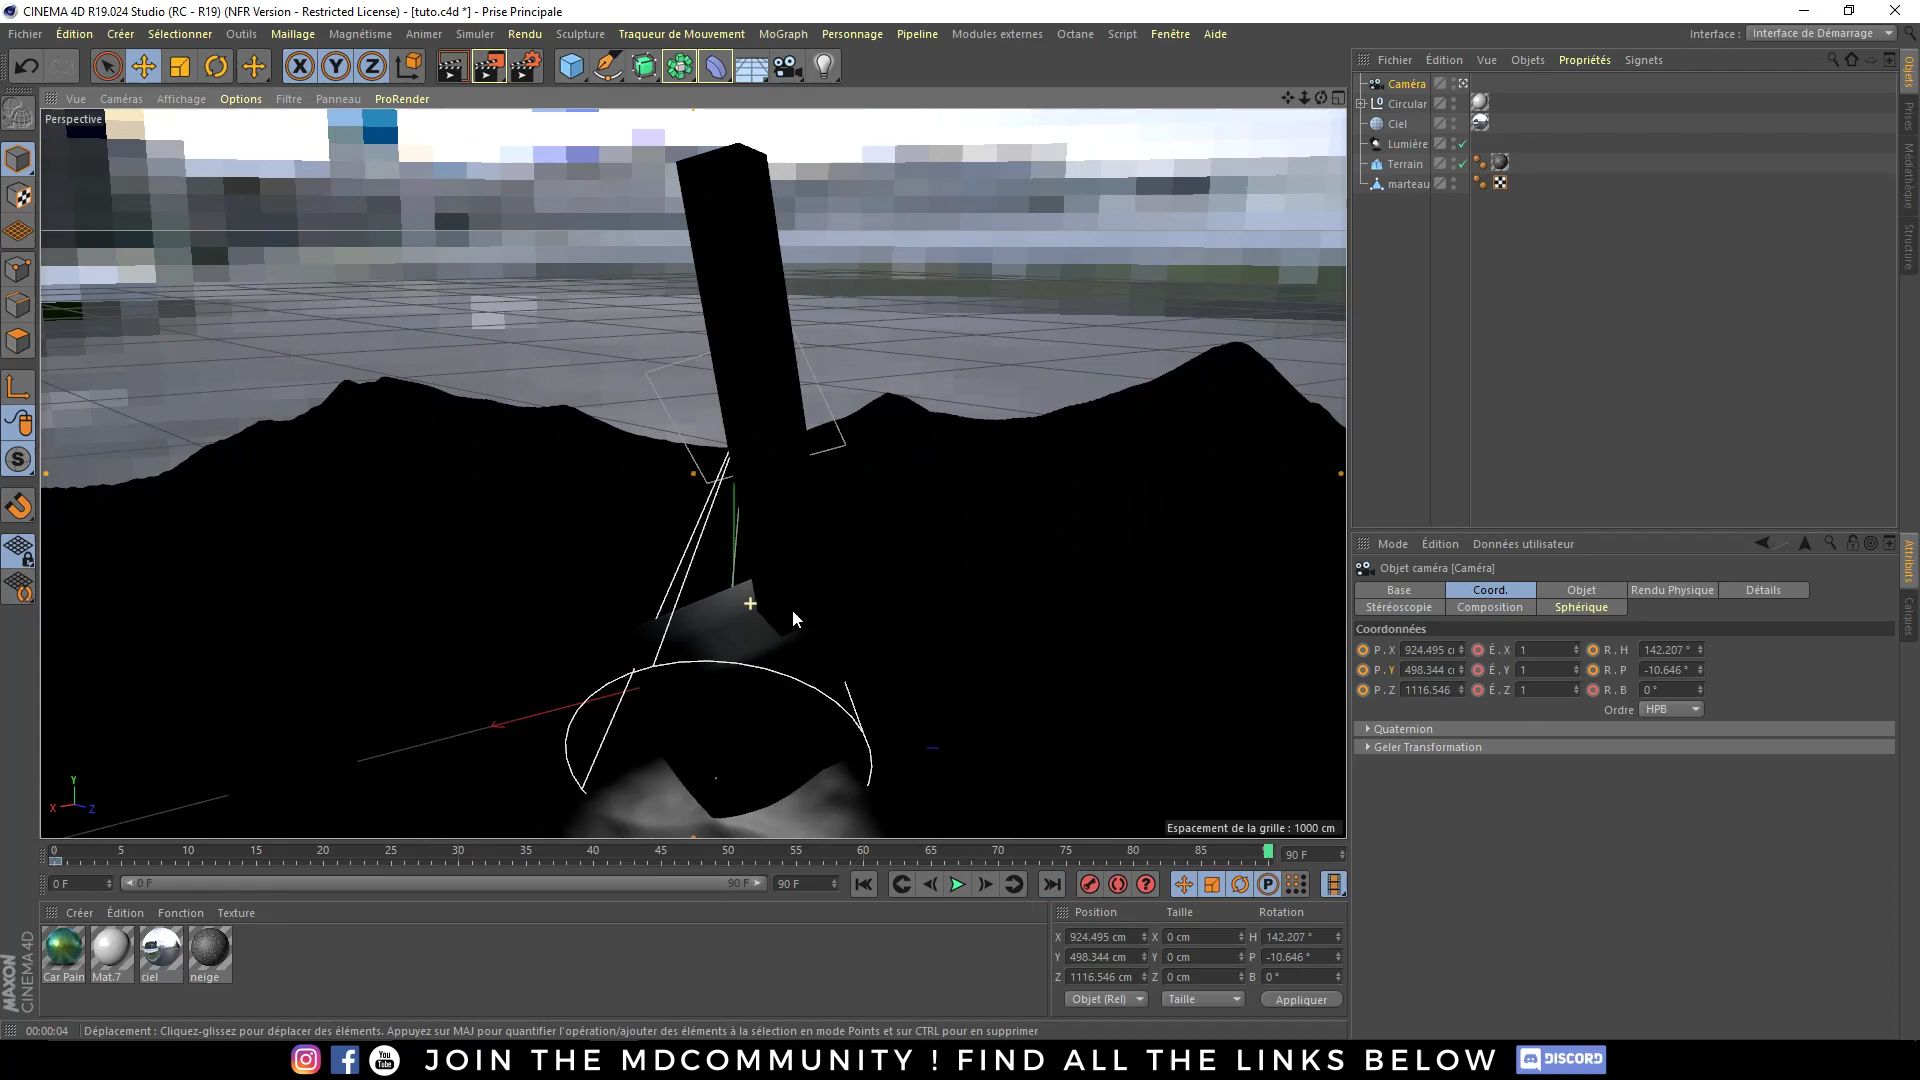 CINEMA 4D R19.024 Studio (RC - R19) (NFR Version - Restricted License) - [tuto.c4d *] - Prise Principale
Fichier Édition Créer Sélectionner Outils Maillage Magnétisme Animer Simuler Rendu Sculpture Traqueur de Mouvement MoGraph Personnage Pipeline Modules externes Octane Script Fenêtre Aide Interface : Interface de Démarrage
Vue Caméras Affichage Options Filtre Panneau ProRender
Perspective
Fichier Édition Vue Objets Propriétés Signets
Caméra
Circular
Ciel
Lumière
Terrain
marteau
Objets
Prises
Médiathèque
Structure
Mode Édition Données utilisateur
Objet caméra [Caméra]
Base Coord. Objet Rendu Physique Détails
Stéréoscopie Composition Sphérique
Coordonnées
P . X 924.495 É . X 1 R . H 142.207 °
P . Y 498.344 É . Y 1 R . P -10.646 °
P . Z 1116.546 É . Z 1 R . B 0 °
Ordre HPB
Quaternion
Geler Transformation
Attributs
Calques
X Y Z
Espacement de la grille : 1000 cm
0 5 10 15 20 25 30 35 40 45 50 55 60 65 70 75 80 85 90 F
0 F 0 F 90 F 90 F
Créer Édition Fonction Texture
Car Pain Mat.7 ciel neige
Position Taille Rotation
X 924.495 cm X 0 cm H 142.207 °
Y 498.344 cm Y 0 cm P -10.646 °
Z 1116.546 cm Z 0 cm B 0 °
Objet (Rel) Taille Appliquer
MAXON CINEMA 4D
00:00:04 Déplacement : Cliquez-glissez pour déplacer des éléments. Appuyez sur MAJ pour quantifier l'opération/ajouter des éléments à la sélection en mode Points et sur CTRL pour en supprimer
You Tube JOIN THE MDCOMMUNITY ! FIND ALL THE LINKS BELOW DISCORD